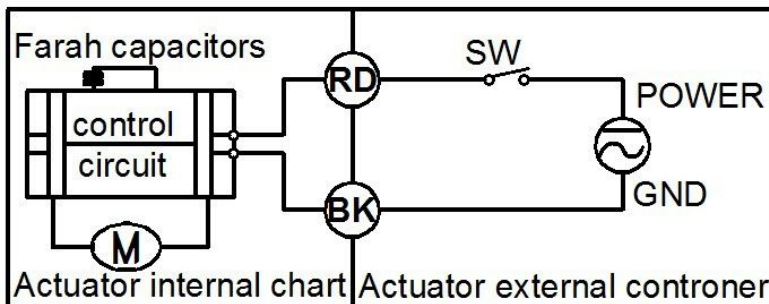 Farah capacitors
control
circuit
M
Actuator internal chart
RD
BK
SW
POWER
GND
Actuator external controner